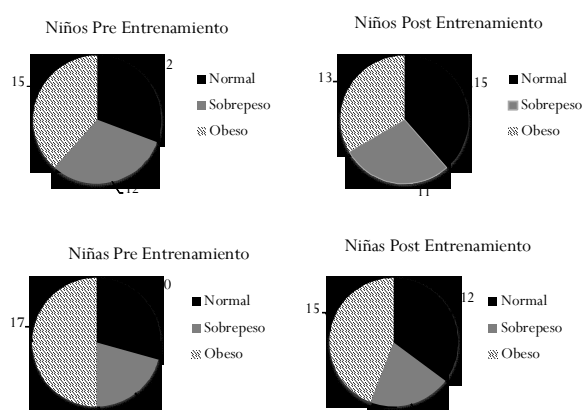 Niños Pre Entrenamiento
2
15
12
Normal
Sobrepeso
Obeso
Niños Post Entrenamiento
13
15
11
Normal
Sobrepeso
Obeso
Niñas Pre Entrenamiento
0
17
Normal
Sobrepeso
Obeso
Niñas Post Entrenamiento
12
15
Normal
Sobrepeso
Obeso